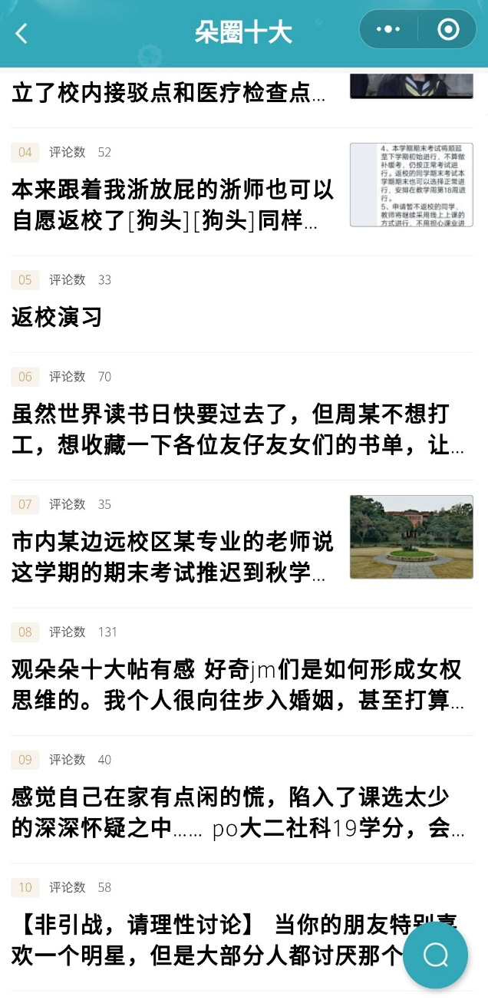 朵圈十大
立了校内接驳点和医疗检查点...
04 评论数 52
本来跟着我浙放屁的浙师也可以
自愿返校了[狗头][狗头]同样...
4、本学期期末考试将顺延
至下学期初始进行，不算做
补缓考，仍按正常考试进
行。返校的同学期末考试本
学期期末也可以选择正常进
行，安排在教学周第18周进
行。
5、申请暂不返校的同学，
教师将继续采用线上上课的
方式进行，不用担心课业进
05 评论数 33
返校演习
06 评论数 70
虽然世界读书日快要过去了，但周某不想打
工，想收藏一下各位友仔友女们的书单，让...
07 评论数 35
市内某边远校区某专业的老师说
这学期的期末考试推迟到秋学...
08 评论数 131
观朵朵十大帖有感 好奇jm们是如何形成女权
思维的。我个人很向往步入婚姻，甚至打算...
09 评论数 40
感觉自己在家有点闲的慌，陷入了课选太少
的深深怀疑之中...... po大二社科19学分，会...
10 评论数 58
【非引战，请理性讨论】 当你的朋友特别喜
欢一个明星，但是大部分人都讨厌那个